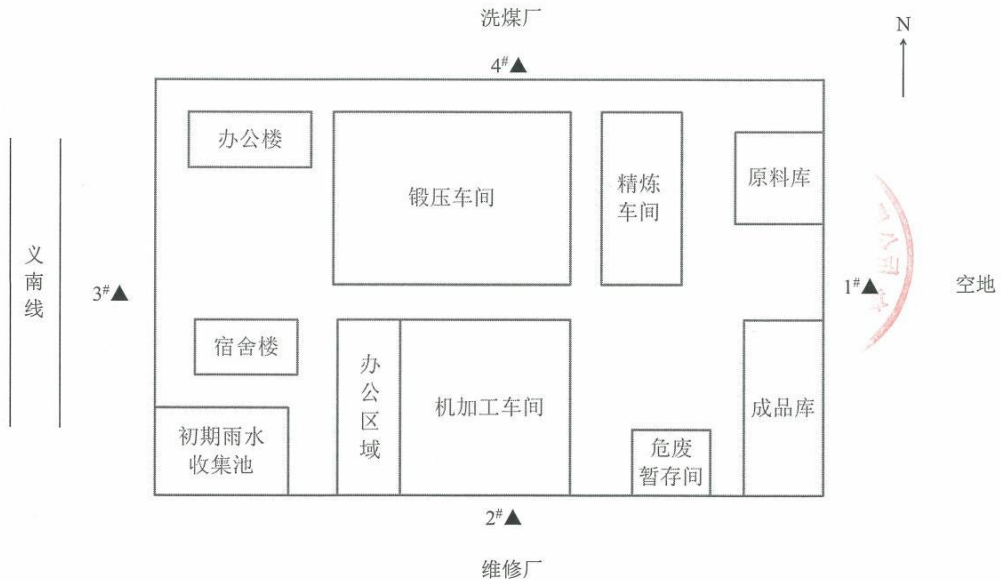 洗煤厂
N
4#▲
办公楼
锻压车间
精炼
车间
原料库
义
南
线
3#▲
1#▲
空地
宿舍楼
办
公
区
域
机加工车间
成品库
初期雨水
收集池
危废
暂存间
2#▲
维修厂